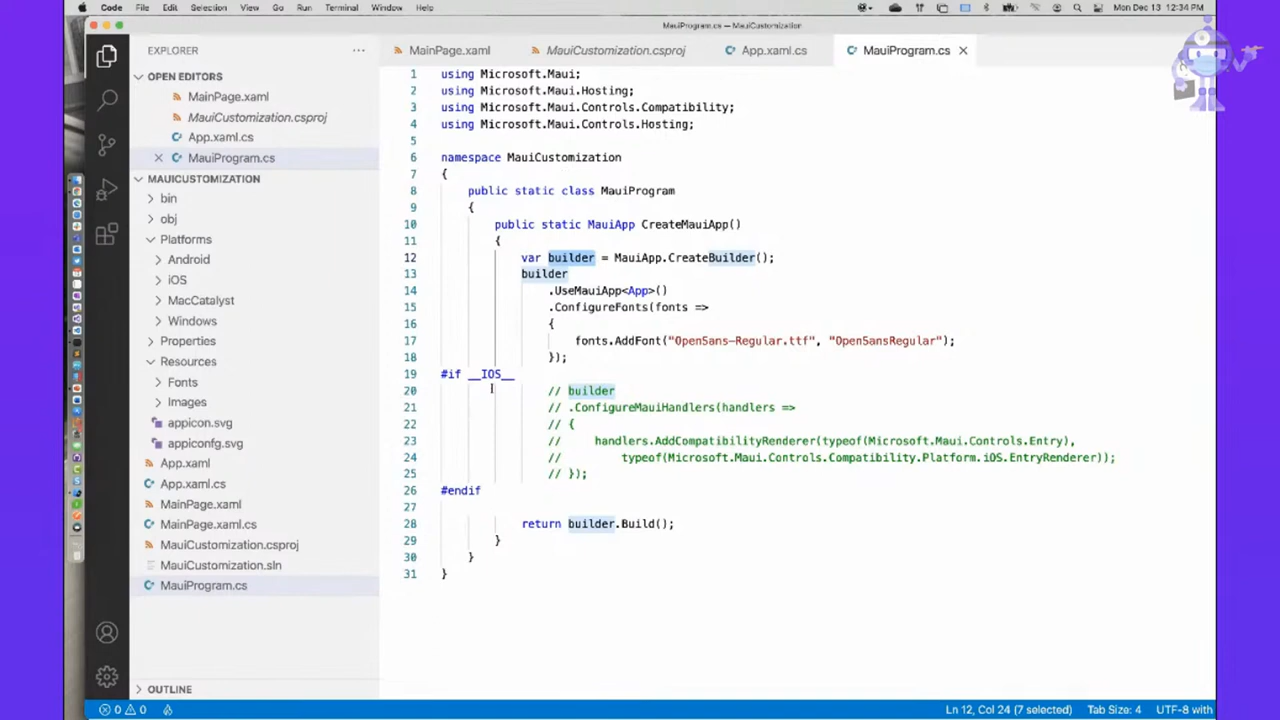 Code File Edit Selection View Go Run Terminal Window Help
Mon Dec 13 12:34 PM
MauiProgram.cs — MauiCustomization
EXPLORER
OPEN EDITORS
MainPage.xaml
MauiCustomization.csproj
App.xaml.cs
MauiProgram.cs
MAUICUSTOMIZATION
bin
obj
Platforms
Android
iOS
MacCatalyst
Windows
Properties
Resources
Fonts
Images
appicon.svg
appiconfg.svg
App.xaml
App.xaml.cs
MainPage.xaml
MainPage.xaml.cs
MauiCustomization.csproj
MauiCustomization.sln
MauiProgram.cs
OUTLINE
MainPage.xaml MauiCustomization.csproj App.xaml.cs MauiProgram.cs
1 using Microsoft.Maui;
2 using Microsoft.Maui.Hosting;
3 using Microsoft.Maui.Controls.Compatibility;
4 using Microsoft.Maui.Controls.Hosting;
5
6 namespace MauiCustomization
7 {
8 public static class MauiProgram
9 {
10 public static MauiApp CreateMauiApp()
11 {
12 var builder = MauiApp.CreateBuilder();
13 builder
14 .UseMauiApp<App>()
15 .ConfigureFonts(fonts =>
16 {
17 fonts.AddFont("OpenSans-Regular.ttf", "OpenSansRegular");
18 });
19 #if __IOS__
20 // builder
21 // .ConfigureMauiHandlers(handlers =>
22 // {
23 // handlers.AddCompatibilityRenderer(typeof(Microsoft.Maui.Controls.Entry),
24 // typeof(Microsoft.Maui.Controls.Compatibility.Platform.iOS.EntryRenderer));
25 // });
26 #endif
27
28 return builder.Build();
29 }
30 }
31 }
0 0
Ln 12, Col 24 (7 selected) Tab Size: 4 UTF-8 with